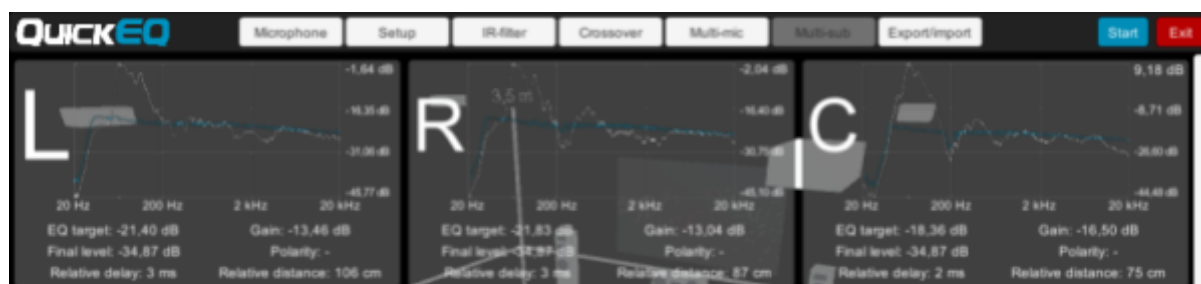 QUICKEQ Microphone Setup IR-filter Crossover Multi-mic Multi-sub Export/import Start Exit
L
-1,64 dB
-16,35 dB
-31,06 dB
-45,77 dB
20 Hz 200 Hz 2 kHz 20 kHz
EQ target: -21,40 dB Gain: -13,46 dB
Final level: -34,87 dB Polarity: -
Relative delay: 3 ms Relative distance: 106 cm
R
3,5 m
-2,04 dB
-16,40 dB
-30,75 dB
-45,10 dB
20 Hz 200 Hz 2 kHz 20 kHz
EQ target: -21,83 dB Gain: -13,04 dB
Final level: -34,87 dB Polarity: -
Relative delay: 3 ms Relative distance: 87 cm
C
9,18 dB
-8,71 dB
-26,60 dB
-44,48 dB
20 Hz 200 Hz 2 kHz 20 kHz
EQ target: -18,36 dB Gain: -16,50 dB
Final level: -34,87 dB Polarity: -
Relative delay: 2 ms Relative distance: 75 cm